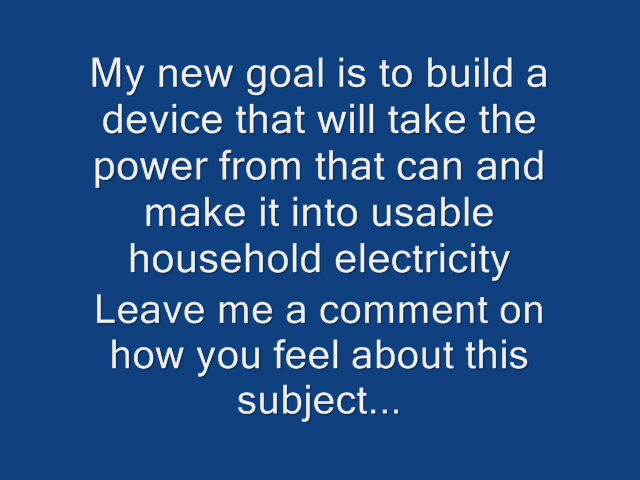 My new goal is to build a
device that will take the
power from that can and
make it into usable
household electricity
Leave me a comment on
how you feel about this
subject...